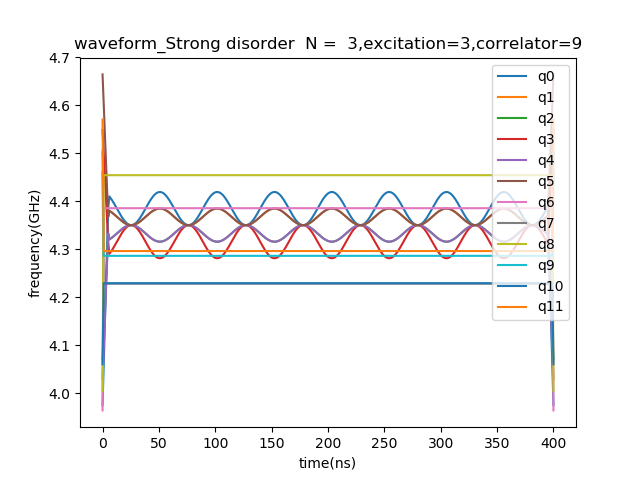 waveform_Strong disorder  N =  3,excitation=3,correlator=9
frequency(GHz)
4.7
4.6
4.5
4.4
4.3
4.2
4.1
4.0
q0
q1
q2
q3
q4
q5
q6
q7
q8
q9
q10
q11
0 50 100 150 200 250 300 350 400
time(ns)